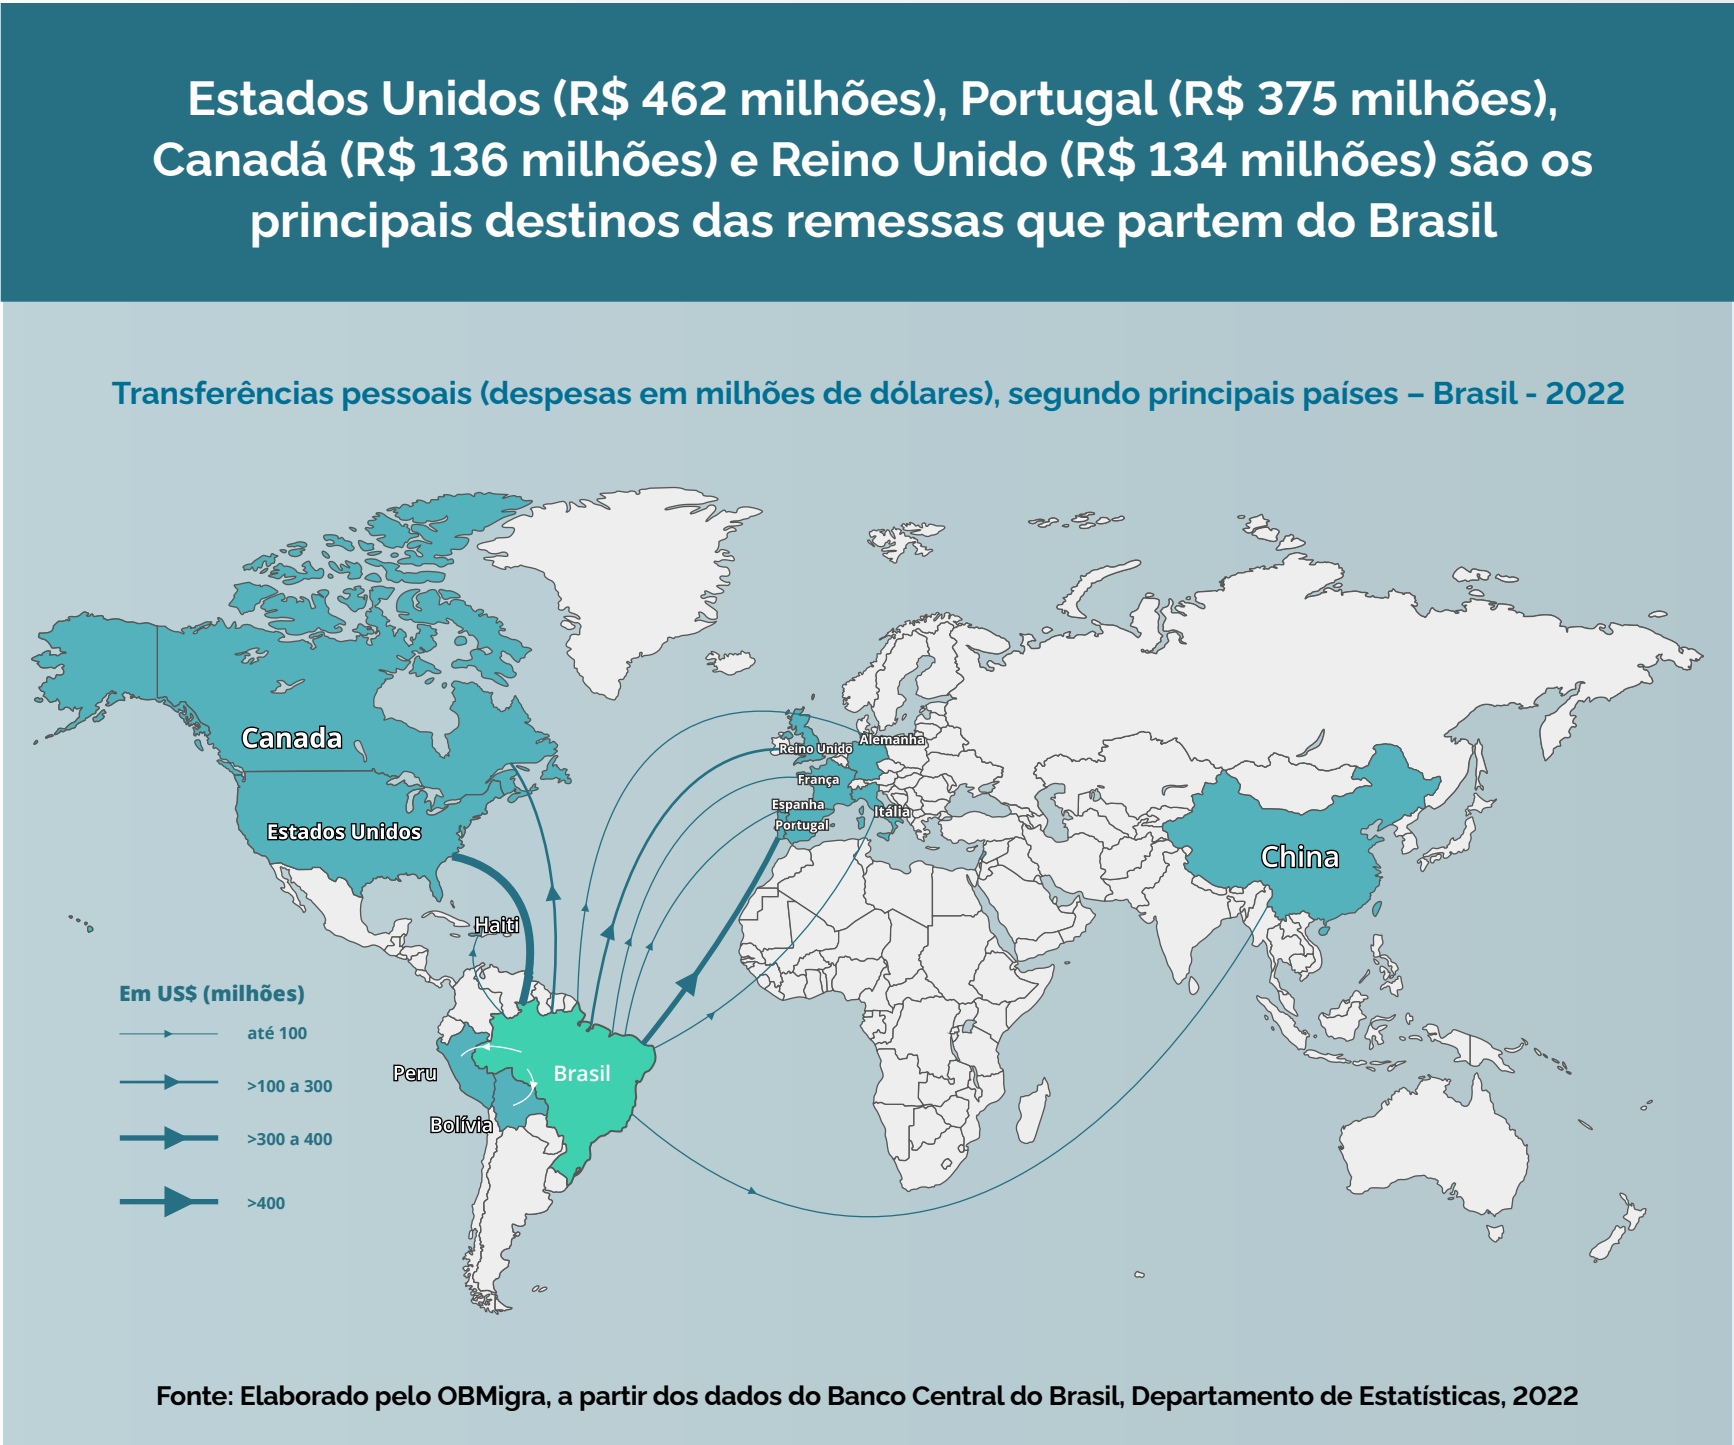 Estados Unidos (R$ 462 milhões), Portugal (R$ 375 milhões),
Canadá (R$ 136 milhões) e Reino Unido (R$ 134 milhões) são os
principais destinos das remessas que partem do Brasil
Transferências pessoais (despesas em milhões de dólares), segundo principais países – Brasil - 2022
Canada
Reino Unido
Alemanha
França
Espanha
Itália
Portugal
Estados Unidos
China
Haiti
Em US$ (milhões)
até 100
>100 a 300
>300 a 400
>400
Peru
Brasil
Bolívia
Fonte: Elaborado pelo OBMigra, a partir dos dados do Banco Central do Brasil, Departamento de Estatísticas, 2022